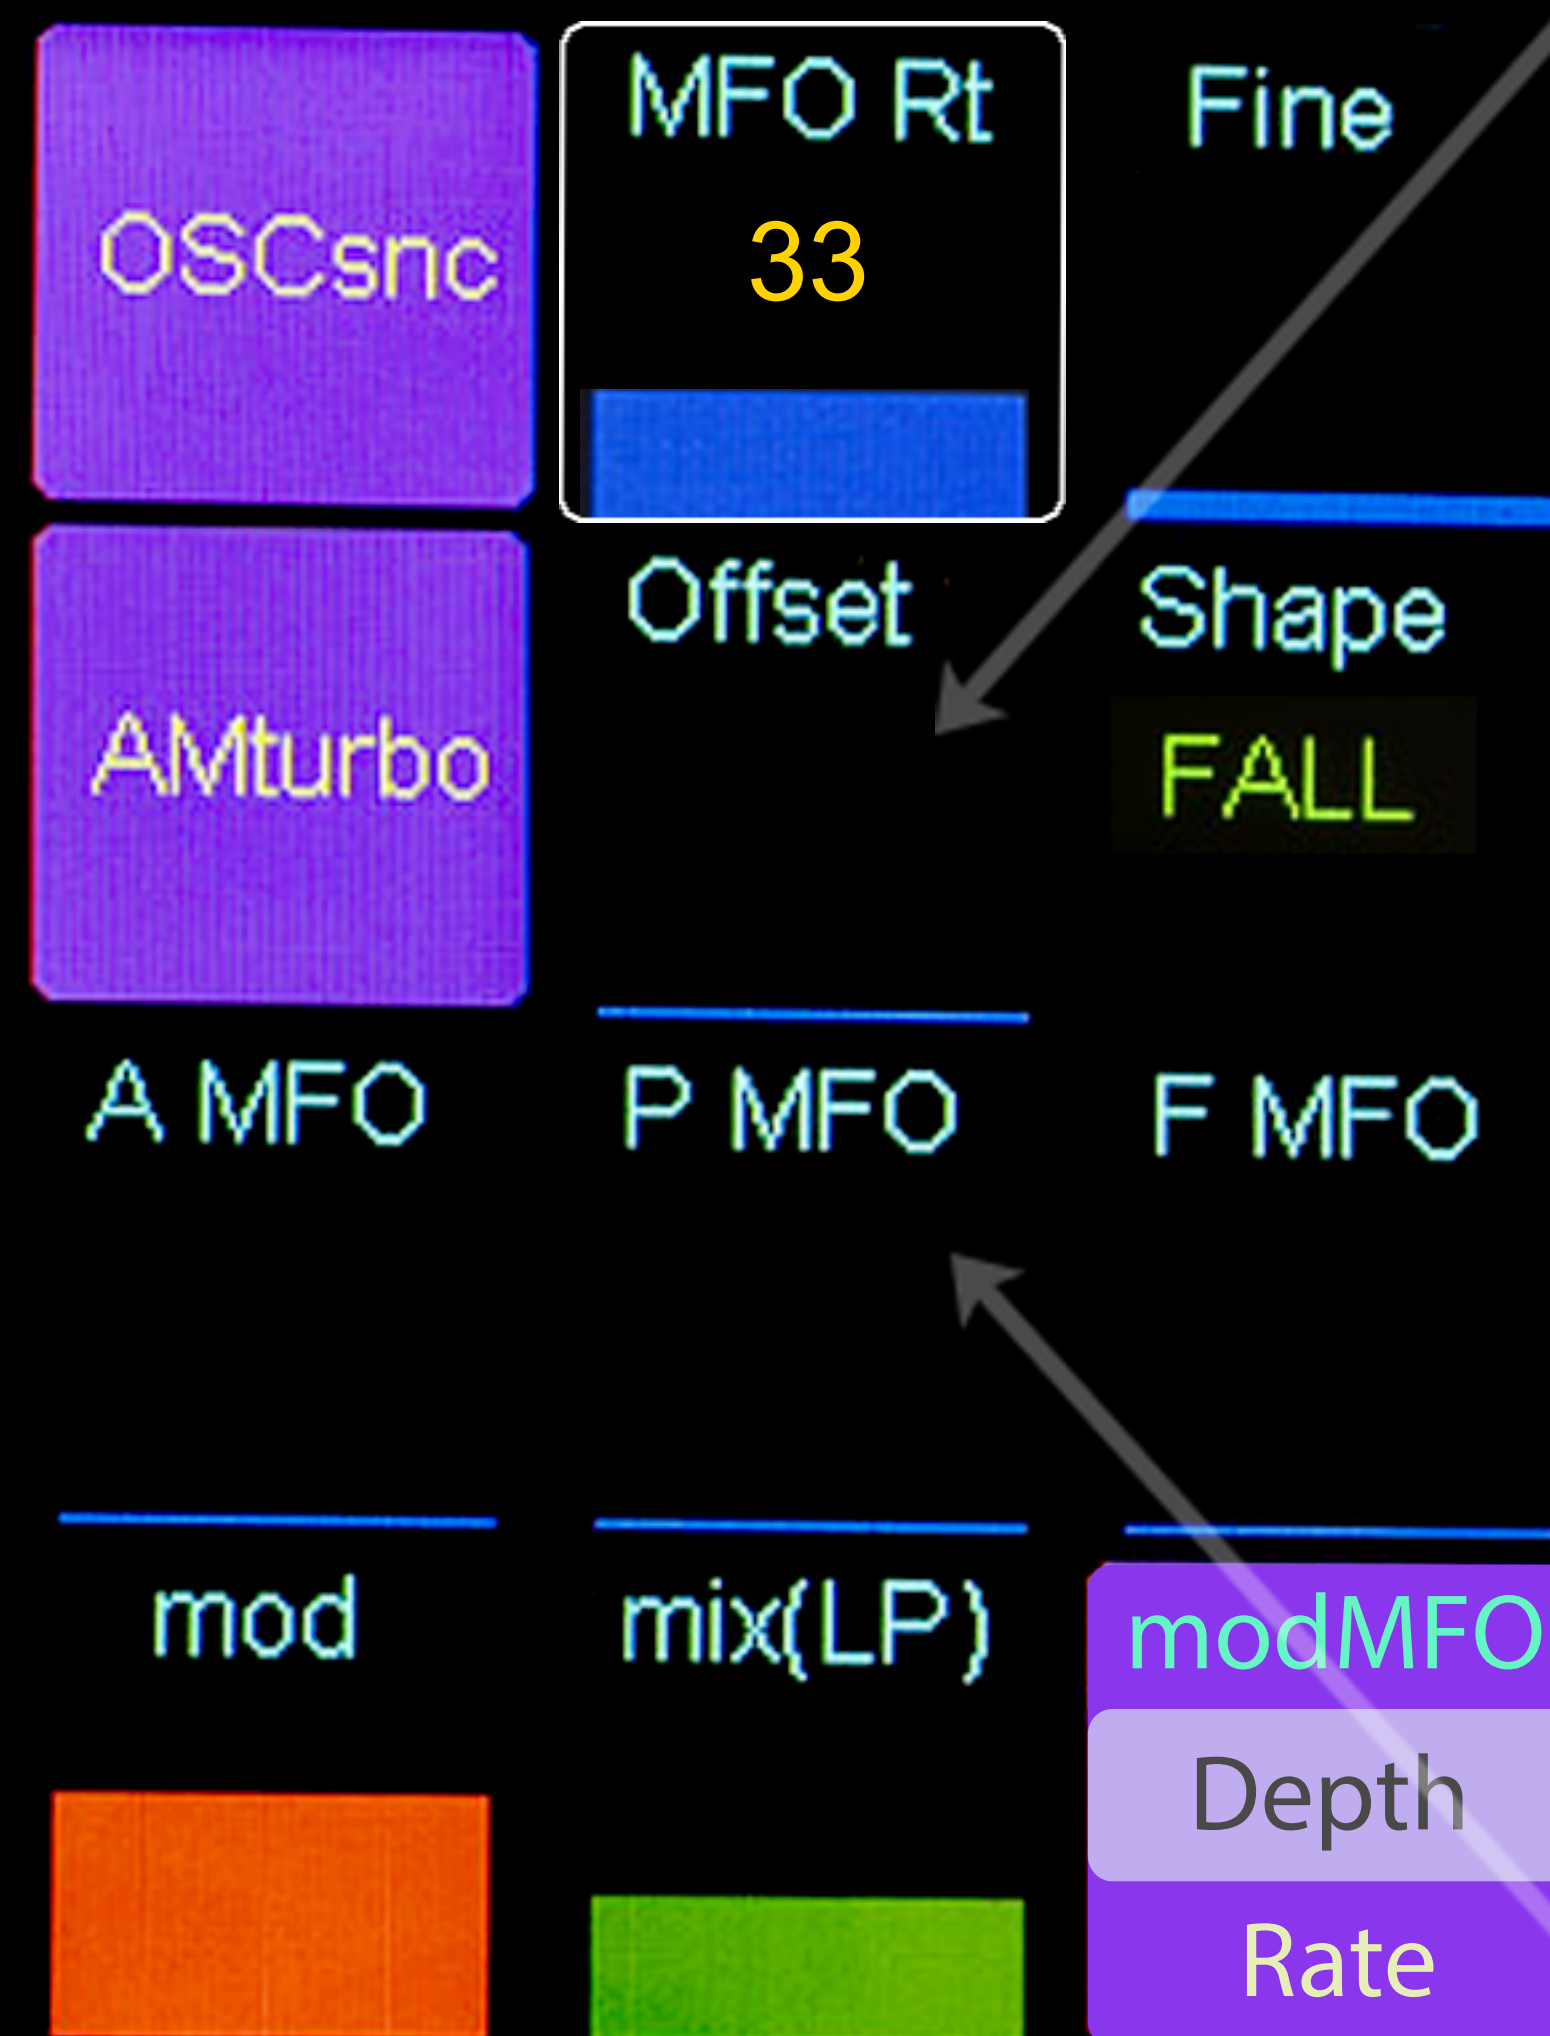 MFO Rt
Fine
OSCsnc
33
Offset
Shape
AMturbo
FALL
A MFO
P MFO
F MFO
mod
mix(LP)
modMFO
Depth
Rate